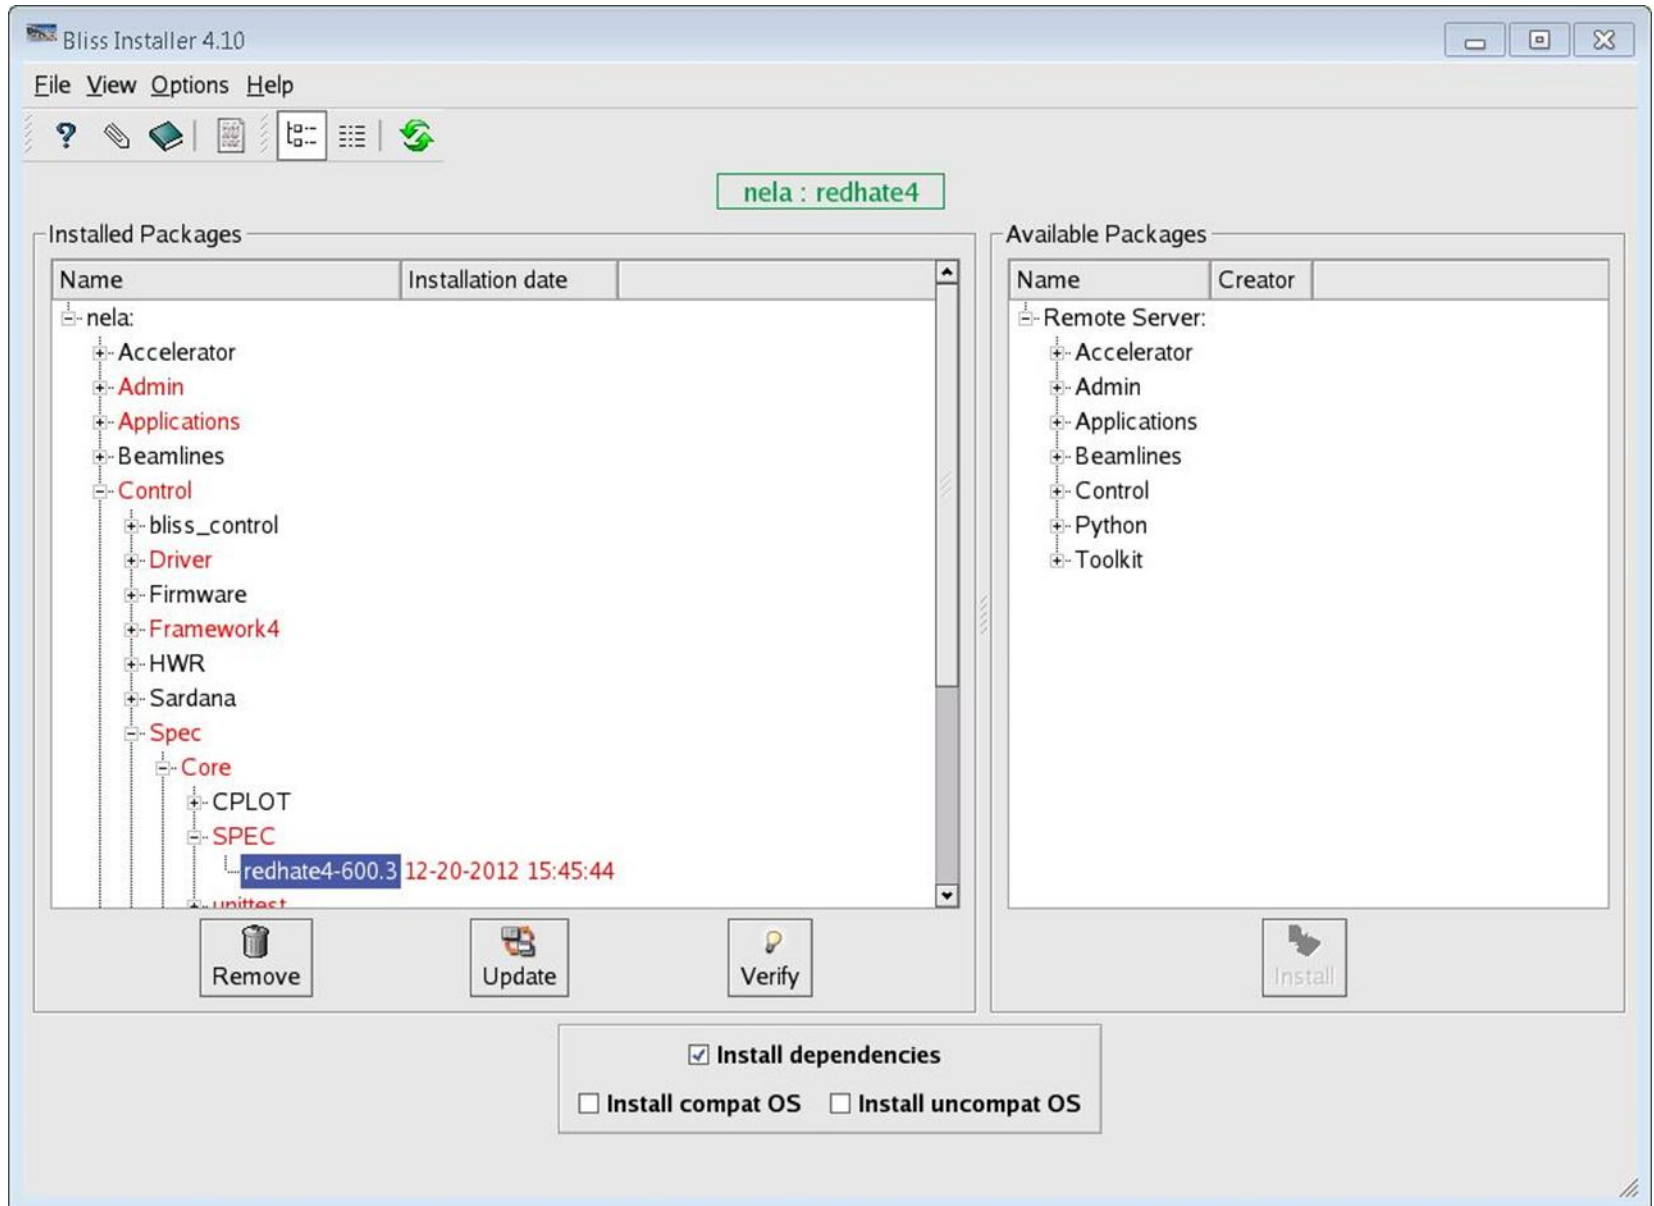 Bliss Installer 4.10
File View Options Help
nela : redhate4
Installed Packages
Name Installation date
nela:
Accelerator
Admin
Applications
Beamlines
Control
bliss_control
Driver
Firmware
Framework4
HWR
Sardana
Spec
Core
CPLOT
SPEC
redhate4-600.3 12-20-2012 15:45:44
unittest
Remove Update Verify
Available Packages
Name Creator
Remote Server:
Accelerator
Admin
Applications
Beamlines
Control
Python
Toolkit
Install
Install dependencies
Install compat OS Install uncompat OS